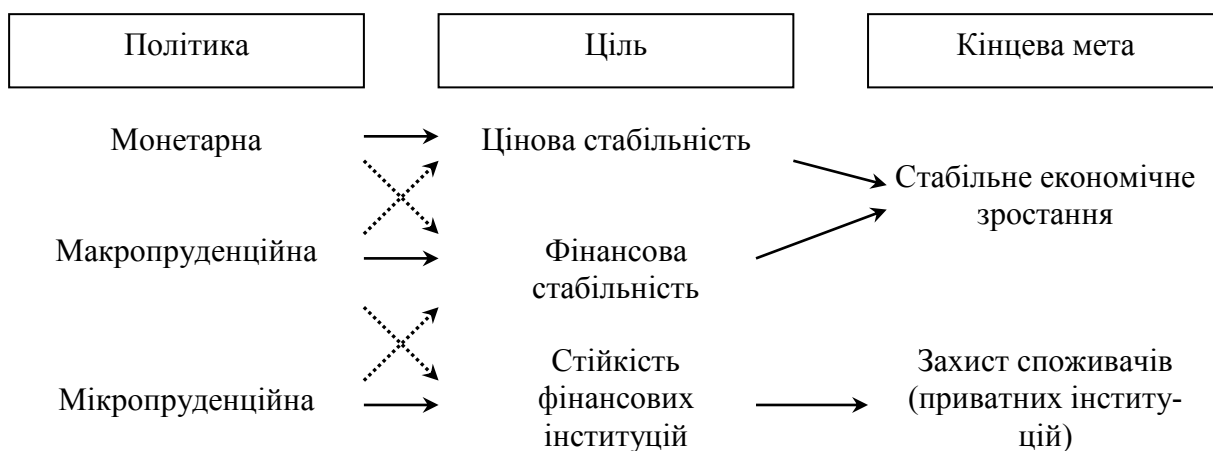 Політика
Ціль
Кінцева мета
Монетарна
Цінова стабільність
Стабільне економічне
зростання
Макропруденційна
Фінансова
стабільність
Мікропруденційна
Стійкість
фінансових
інституцій
Захист споживачів
(приватних інститу-
цій)